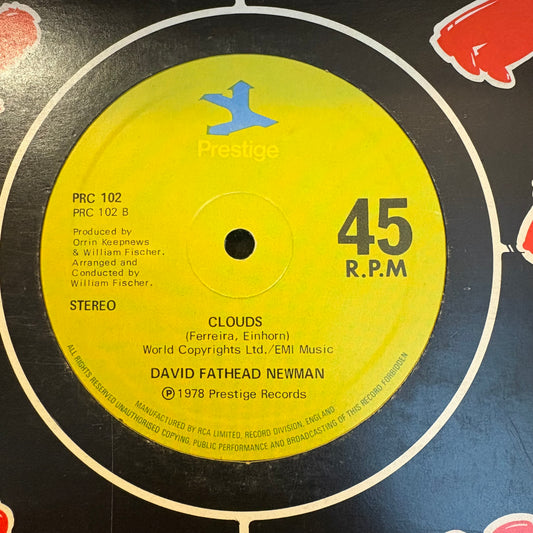 Prestige
PRC 102
PRC 102 B
Produced by
Orrin Keepnews
& William Fischer.
Arranged and
Conducted by
William Fischer.
STEREO
45
R.P.M
CLOUDS
(Ferreira, Einhorn)
World Copyrights Ltd./EMI Music
DAVID FATHEAD NEWMAN
Ⓟ 1978 Prestige Records
MANUFACTURED BY RCA LIMITED, RECORD DIVISION, ENGLAND
ALL RIGHTS RESERVED. UNAUTHORISED COPYING, PUBLIC PERFORMANCE AND BROADCASTING OF THIS RECORD FORBIDDEN